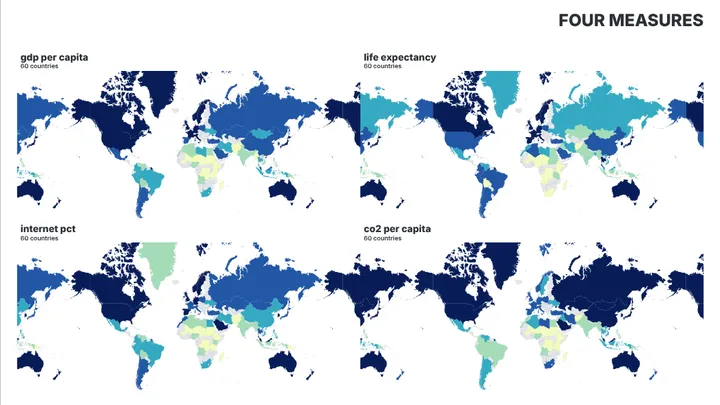 FOUR MEASURES
gdp per capita
60 countries
life expectancy
60 countries
internet pct
60 countries
co2 per capita
60 countries